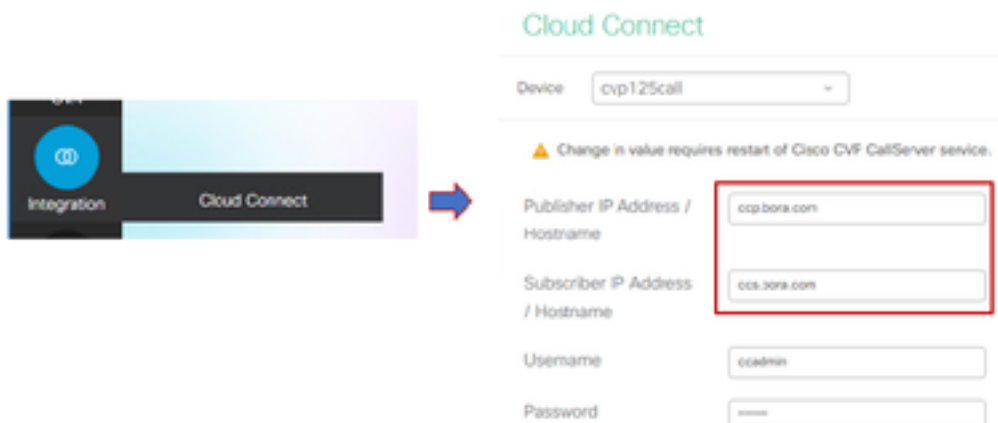 Cloud Connect
Device
cvp125call
Change in value requires restart of Cisco CVF CallServer service.
Integration
Cloud Connect
Publisher IP Address /
Hostname
ccp.bora.com
Subscriber IP Address
/ Hostname
ccs.bora.com
Username
ccadmin
Password